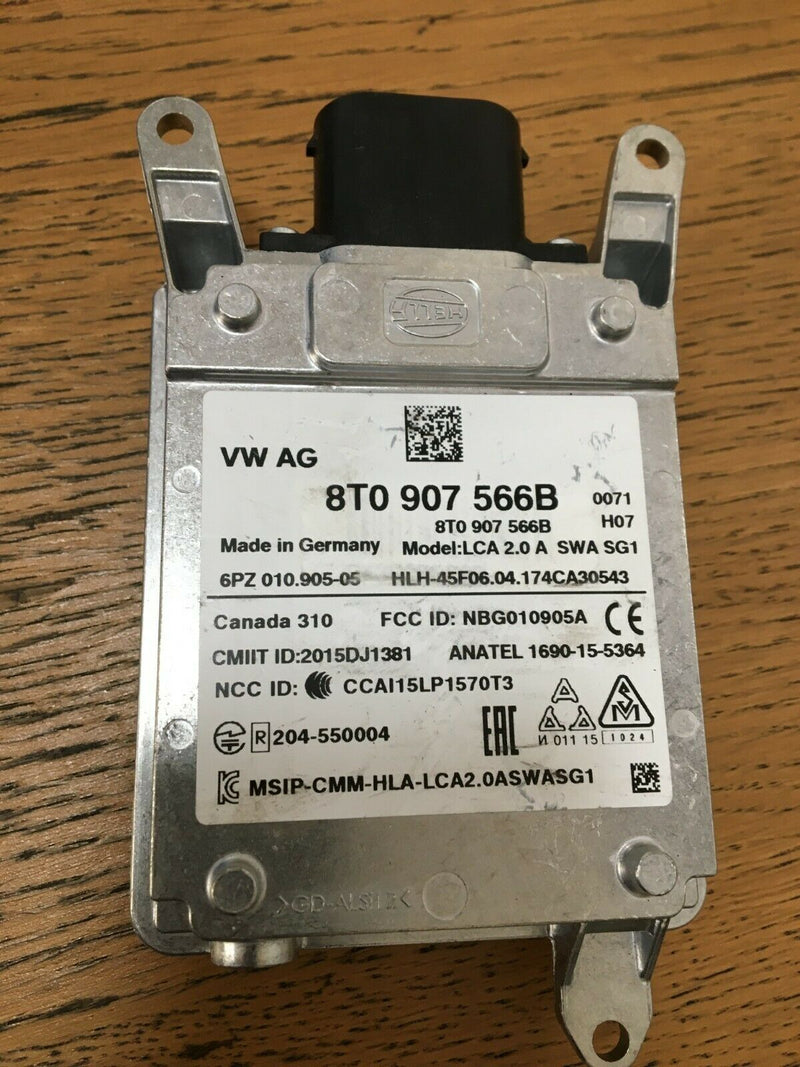 HELLA
VW AG
8T0 907 566B 0071
8T0 907 566B H07
Made in Germany Model:LCA 2.0 A SWA SG1
6PZ 010.905-05 HLH-45F06.04.174CA30543
Canada 310 FCC ID: NBG010905A CE
CMIIT ID:2015DJ1381 ANATEL 1690-15-5364
NCC ID: CCAI15LP1570T3
R 204-550004 EAC И 011 15 1024
MSIP-CMM-HLA-LCA2.0ASWASG1
>GD-ALSI12<